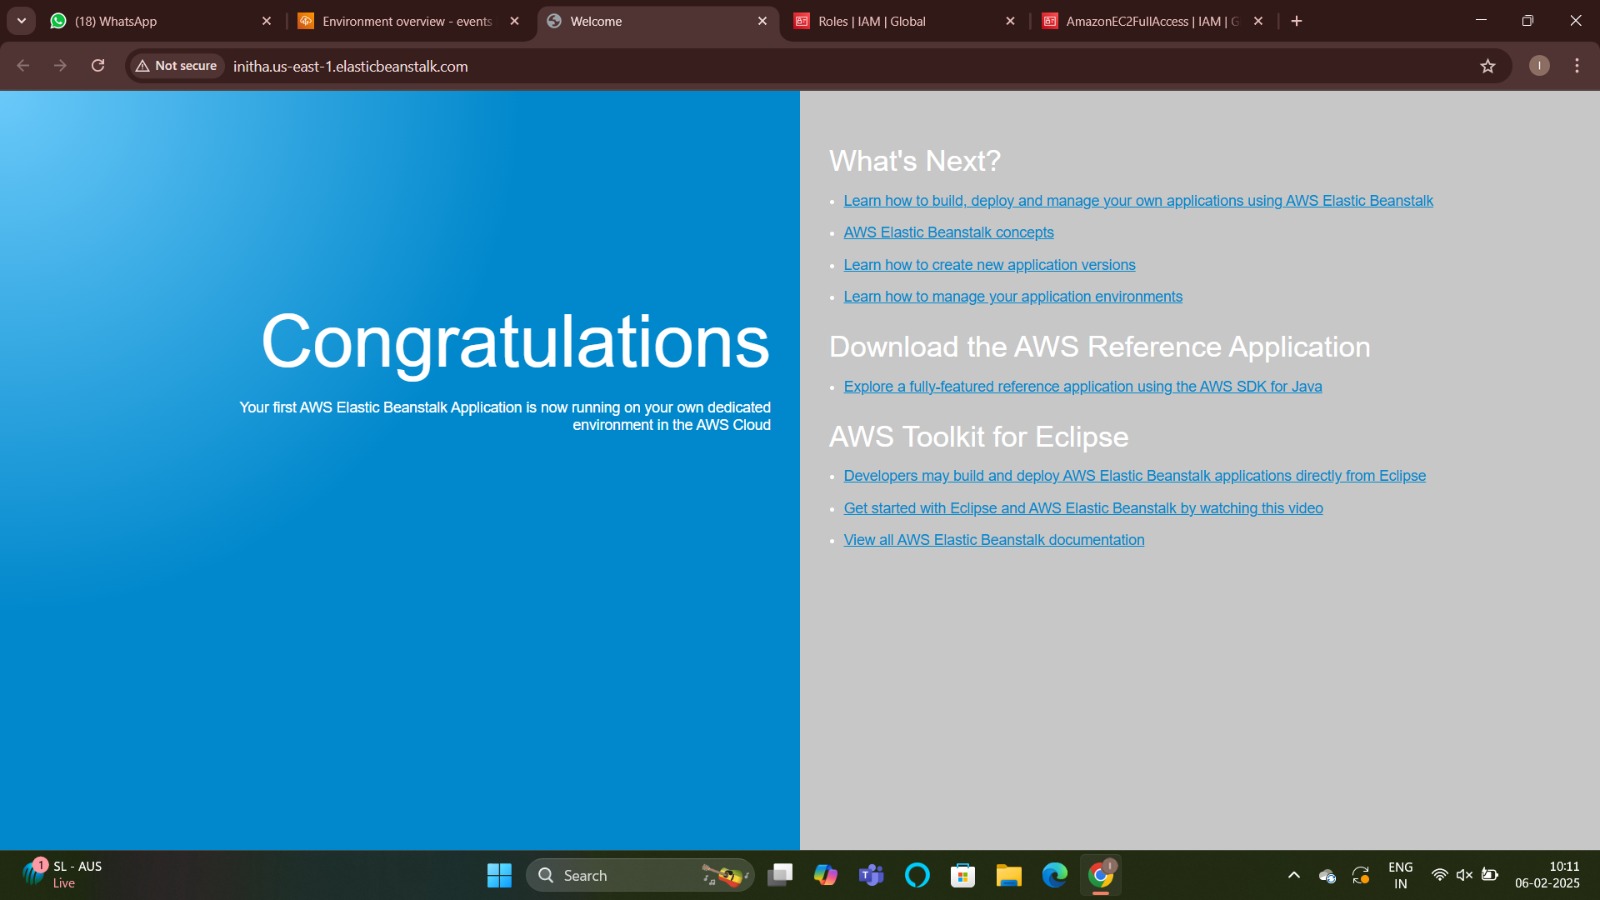 (18) WhatsApp
Environment overview - events
Welcome
Roles | IAM | Global
AmazonEC2FullAccess | IAM | G
Not secure
initha.us-east-1.elasticbeanstalk.com
I
Congratulations
Your first AWS Elastic Beanstalk Application is now running on your own dedicated
environment in the AWS Cloud
What's Next?
Learn how to build, deploy and manage your own applications using AWS Elastic Beanstalk
AWS Elastic Beanstalk concepts
Learn how to create new application versions
Learn how to manage your application environments
Download the AWS Reference Application
Explore a fully-featured reference application using the AWS SDK for Java
AWS Toolkit for Eclipse
Developers may build and deploy AWS Elastic Beanstalk applications directly from Eclipse
Get started with Eclipse and AWS Elastic Beanstalk by watching this video
View all AWS Elastic Beanstalk documentation
1
SL - AUS
Live
Search
ENG
IN
10:11
06-02-2025